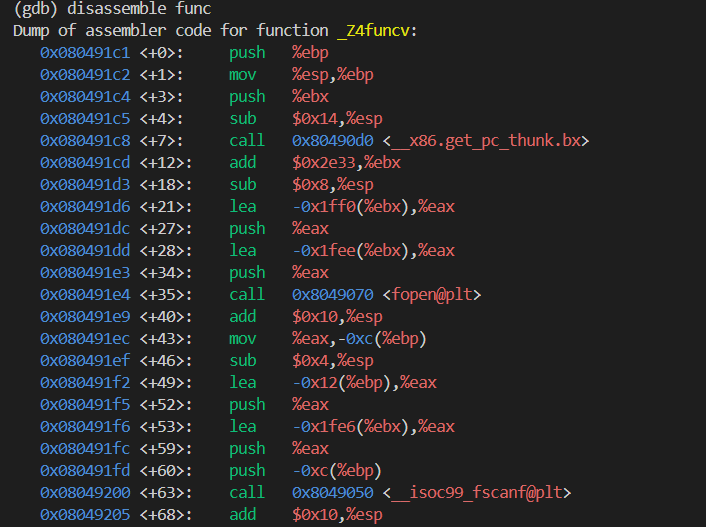 (gdb) disassemble func
Dump of assembler code for function _Z4funcv:
   0x080491c1 <+0>:     push   %ebp
   0x080491c2 <+1>:     mov    %esp,%ebp
   0x080491c4 <+3>:     push   %ebx
   0x080491c5 <+4>:     sub    $0x14,%esp
   0x080491c8 <+7>:     call   0x80490d0 <__x86.get_pc_thunk.bx>
   0x080491cd <+12>:    add    $0x2e33,%ebx
   0x080491d3 <+18>:    sub    $0x8,%esp
   0x080491d6 <+21>:    lea    -0x1ff0(%ebx),%eax
   0x080491dc <+27>:    push   %eax
   0x080491dd <+28>:    lea    -0x1fee(%ebx),%eax
   0x080491e3 <+34>:    push   %eax
   0x080491e4 <+35>:    call   0x8049070 <fopen@plt>
   0x080491e9 <+40>:    add    $0x10,%esp
   0x080491ec <+43>:    mov    %eax,-0xc(%ebp)
   0x080491ef <+46>:    sub    $0x4,%esp
   0x080491f2 <+49>:    lea    -0x12(%ebp),%eax
   0x080491f5 <+52>:    push   %eax
   0x080491f6 <+53>:    lea    -0x1fe6(%ebx),%eax
   0x080491fc <+59>:    push   %eax
   0x080491fd <+60>:    push   -0xc(%ebp)
   0x08049200 <+63>:    call   0x8049050 <__isoc99_fscanf@plt>
   0x08049205 <+68>:    add    $0x10,%esp